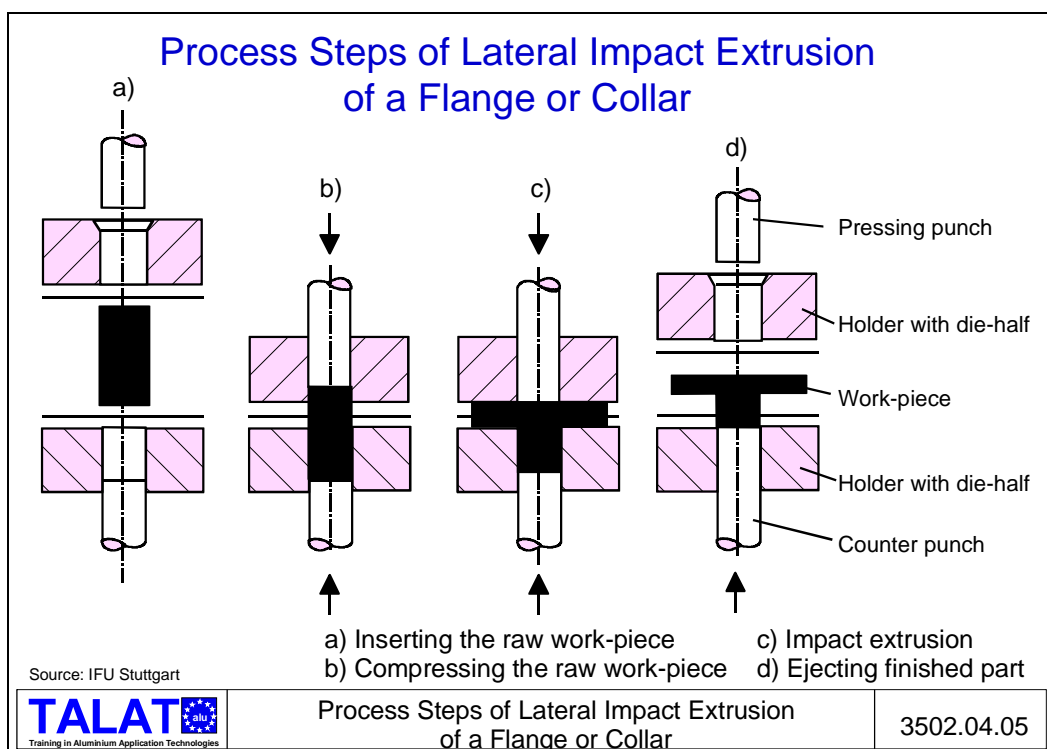 Process Steps of Lateral Impact Extrusion
of a Flange or Collar
a)
b)
c)
d)
Pressing punch
Holder with die-half
Work-piece
Holder with die-half
Counter punch
a) Inserting the raw work-piece
b) Compressing the raw work-piece
c) Impact extrusion
d) Ejecting finished part
Source: IFU Stuttgart
TALAT
alu
Training in Aluminium Application Technologies
Process Steps of Lateral Impact Extrusion
of a Flange or Collar
3502.04.05